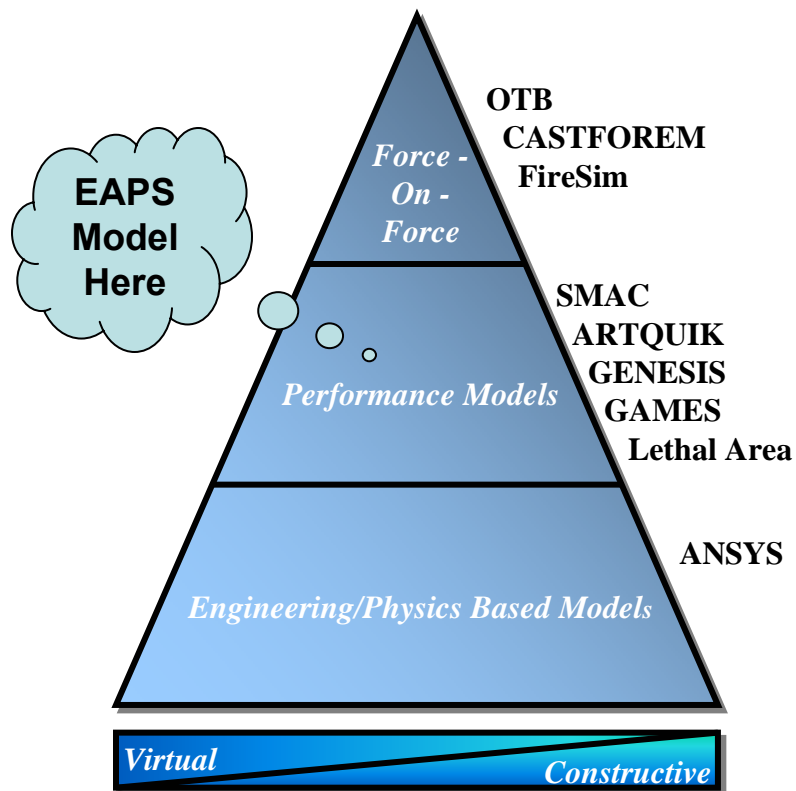 EAPS
Model
Here
Force -
On -
Force
OTB
CASTFOREM
FireSim
Performance Models
SMAC
ARTQUIK
GENESIS
GAMES
Lethal Area
Engineering/Physics Based Models
ANSYS
Virtual
Constructive